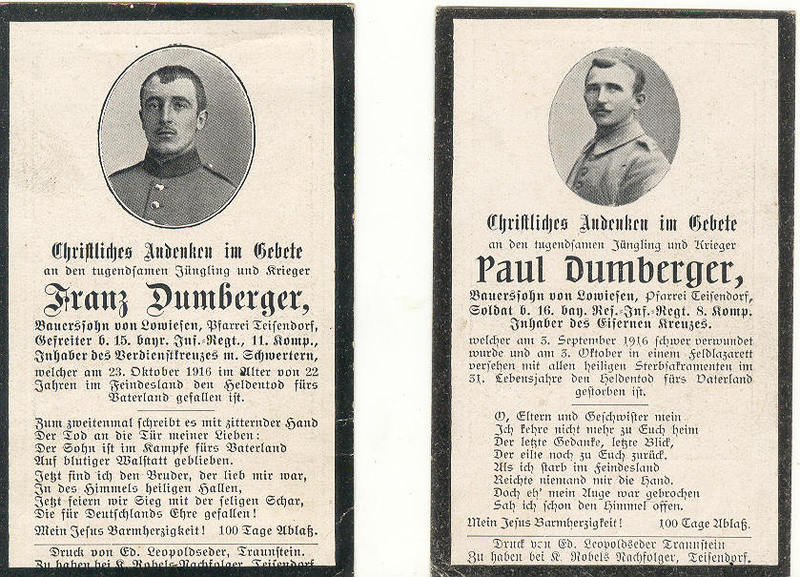 Christliches Andenken im Gebete
an den tugendsamen Jüngling und Krieger
Franz Dumberger,
Bauerssohn von Lowiesen, Pfarrei Teisendorf,
Gefreiter b. 15. bayr. Inf.-Regt., 11. Komp.,
Inhaber des Verdienstkreuzes m. Schwertern,
welcher am 23. Oktober 1916 im Alter von 22
Jahren im Feindesland den Heldentod fürs
Vaterland gefallen ist.
Zum zweitenmal schreibt es mit zitternder Hand
Der Tod an die Tür meiner Lieben:
Der Sohn ist im Kampfe fürs Vaterland
Auf blutiger Walstatt geblieben.
Jetzt find ich den Bruder, der lieb mir war,
In des Himmels heiligen Hallen,
Jetzt feiern wir Sieg mit der seligen Schar,
Die für Deutschlands Ehre gefallen!
Mein Jesus Barmherzigkeit! 100 Tage Ablaß.
Druck von Ed. Leopoldseder, Traunstein.
Zu haben bei K. Robels Nachfolger, Teisendorf
Christliches Andenken im Gebete
an den tugendsamen Jüngling und Krieger
Paul Dumberger,
Bauerssohn von Lowiesen, Pfarrei Teisendorf,
Soldat b. 16. bay. Res.-Inf.-Regt. 8. Komp.
Inhaber des Eisernen Kreuzes.
welcher am 3. September 1916 schwer verwundet
wurde und am 3. Oktober in einem Feldlazarett
versehen mit allen heiligen Sterbsakramenten im
31. Lebensjahre den Heldentod fürs Vaterland
gestorben ist.
O, Eltern und Geschwister mein
Ich kehre nicht mehr zu Euch heim
Der letzte Gedanke, letzte Blick,
Der eilte noch zu Euch zurück.
Als ich starb im Feindesland
Reichte niemand mir die Hand.
Doch eh' mein Auge war gebrochen
Sah ich schon den Himmel offen.
Mein Jesus Barmherzigkeit! 100 Tage Ablaß.
Druck von Ed. Leopoldseder Traunstein
Zu haben bei K. Robels Nachfolger, Teisendorf.